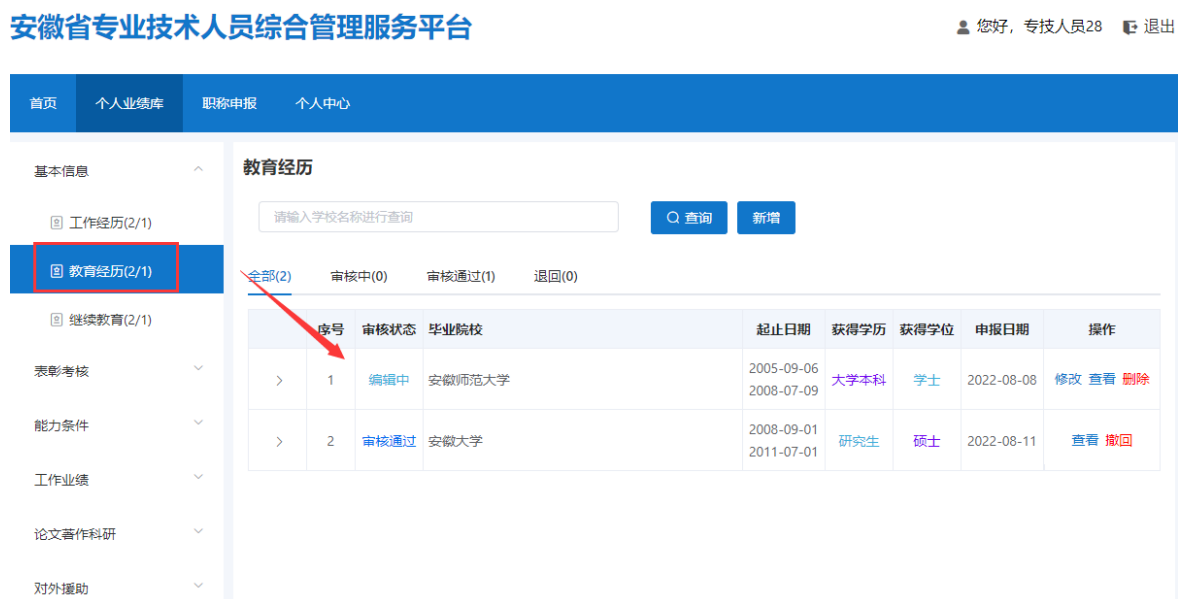 安徽省专业技术人员综合管理服务平台
您好，专技人员28 退出
首页 个人业绩库 职称申报 个人中心
基本信息
工作经历(2/1)
教育经历(2/1)
继续教育(2/1)
表彰考核
能力条件
工作业绩
论文著作科研
对外援助
教育经历
请输入学校名称进行查询 查询 新增
全部(2) 审核中(0) 审核通过(1) 退回(0)
序号 审核状态 毕业院校 起止日期 获得学历 获得学位 申报日期 操作
1 编辑中 安徽师范大学 2005-09-06 大学本科 学士 2022-08-08 修改 查看 删除
2008-07-09
2 审核通过 安徽大学 2008-09-01 研究生 硕士 2022-08-11 查看 撤回
2011-07-01